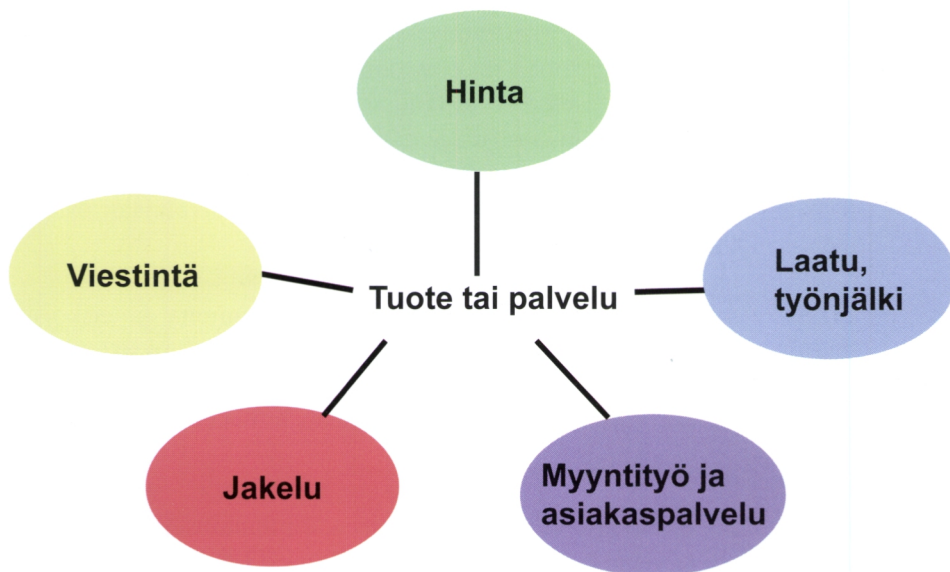 Hinta
Viestintä
Laatu,
työnjälki
Tuote tai palvelu
Jakelu
Myyntityö ja
asiakaspalvelu